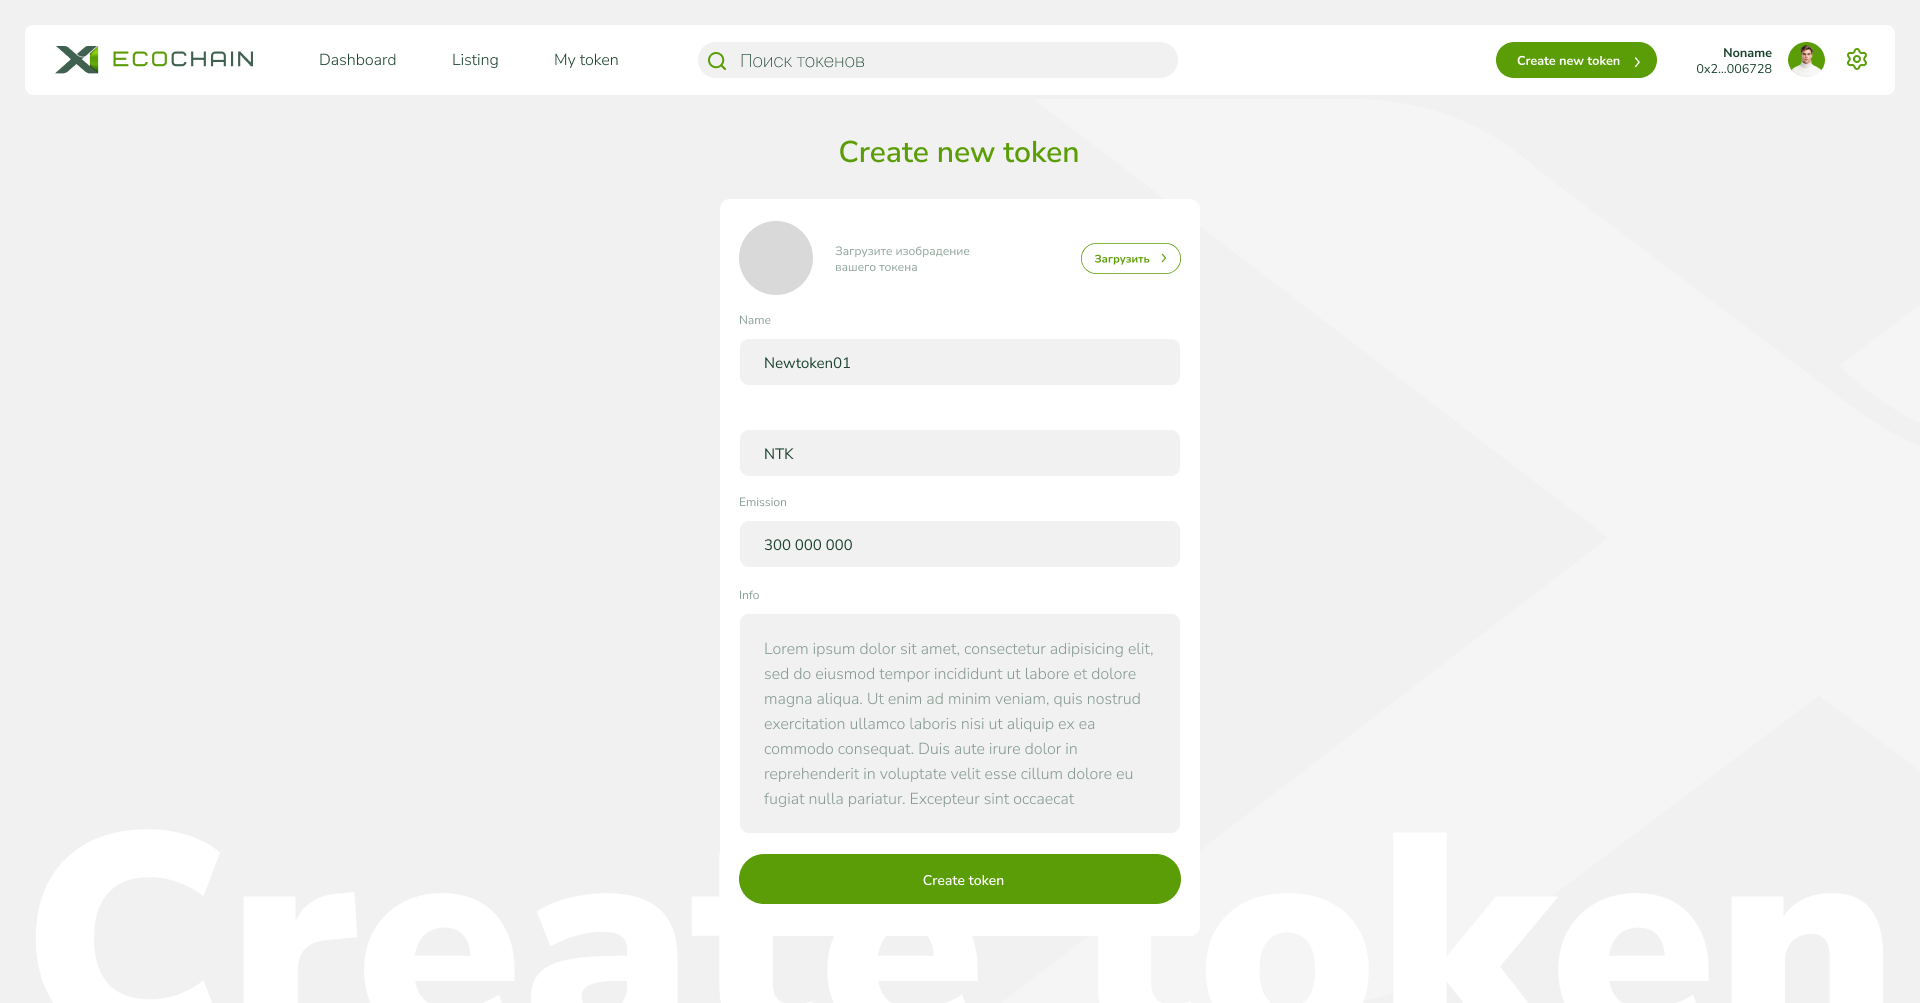 ECOCHAIN
Dashboard
Listing
My token
Поиск токенов
Create new token
Noname
0x2...006728
Create new token
Загрузите изобрадение
вашего токена
Загрузить
Name
Newtoken01
NTK
Emission
300 000 000
Info
Lorem ipsum dolor sit amet, consectetur adipisicing elit,
sed do eiusmod tempor incididunt ut labore et dolore
magna aliqua. Ut enim ad minim veniam, quis nostrud
exercitation ullamco laboris nisi ut aliquip ex ea
commodo consequat. Duis aute irure dolor in
reprehenderit in voluptate velit esse cillum dolore eu
fugiat nulla pariatur. Excepteur sint occaecat
Create token
Create token